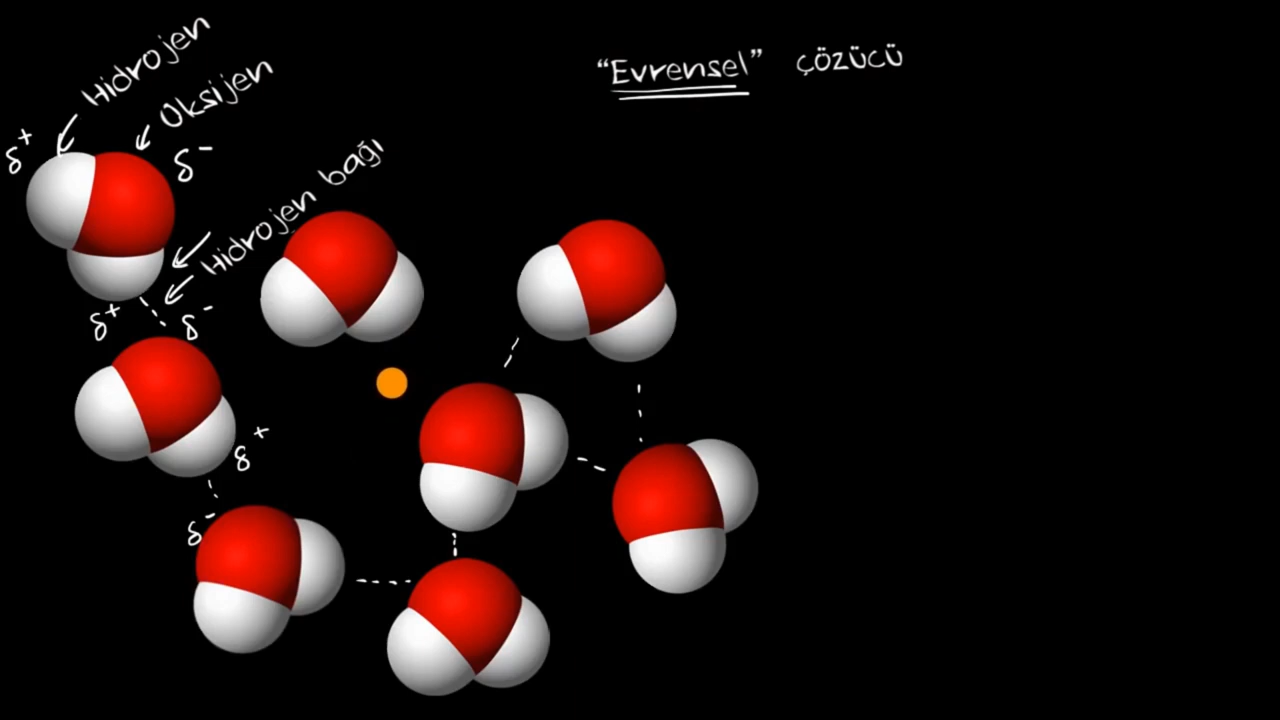 Hidrojen
Oksijen
δ+
δ-
Hidrojen bağı
δ+
δ-
δ+
δ-
“Evrensel” çözücü